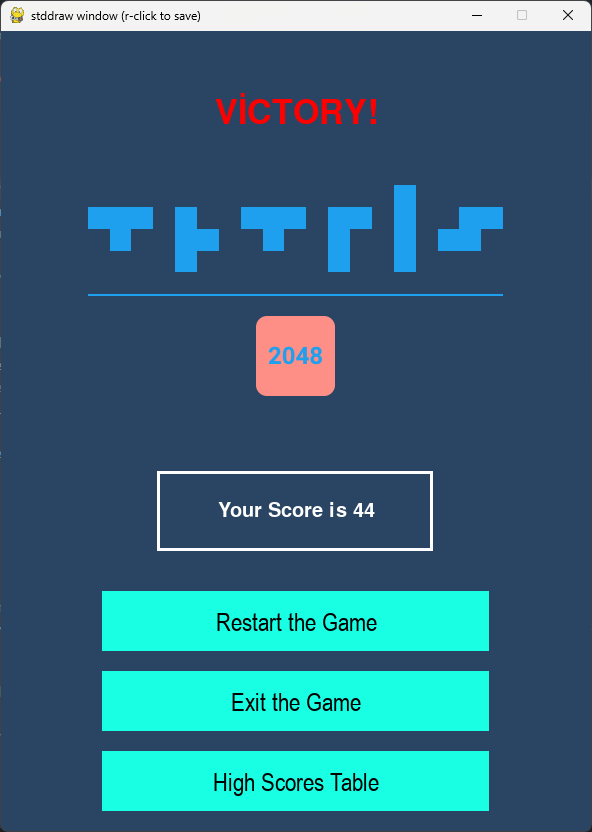 stddraw window (r-click to save)
VİCTORY!
TETRIS
2048
Your Score is 44
Restart the Game
Exit the Game
High Scores Table